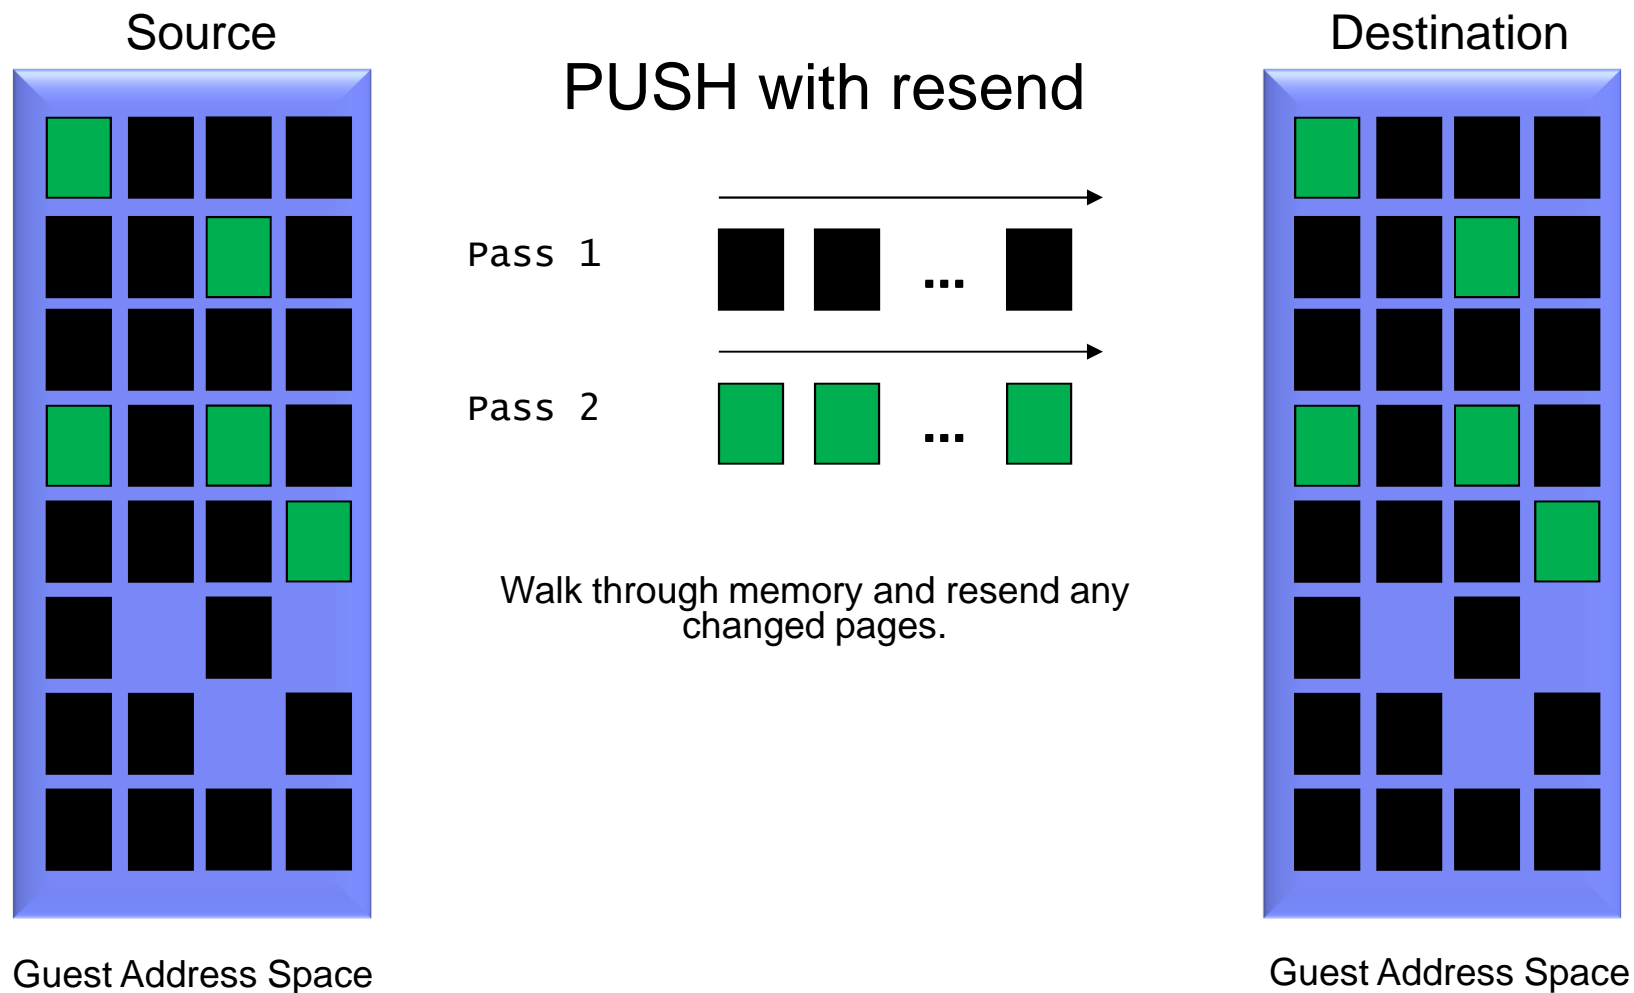 Source
Destination
PUSH with resend
Pass 1
...
Pass 2
...
Walk through memory and resend any
changed pages.
Guest Address Space
Guest Address Space